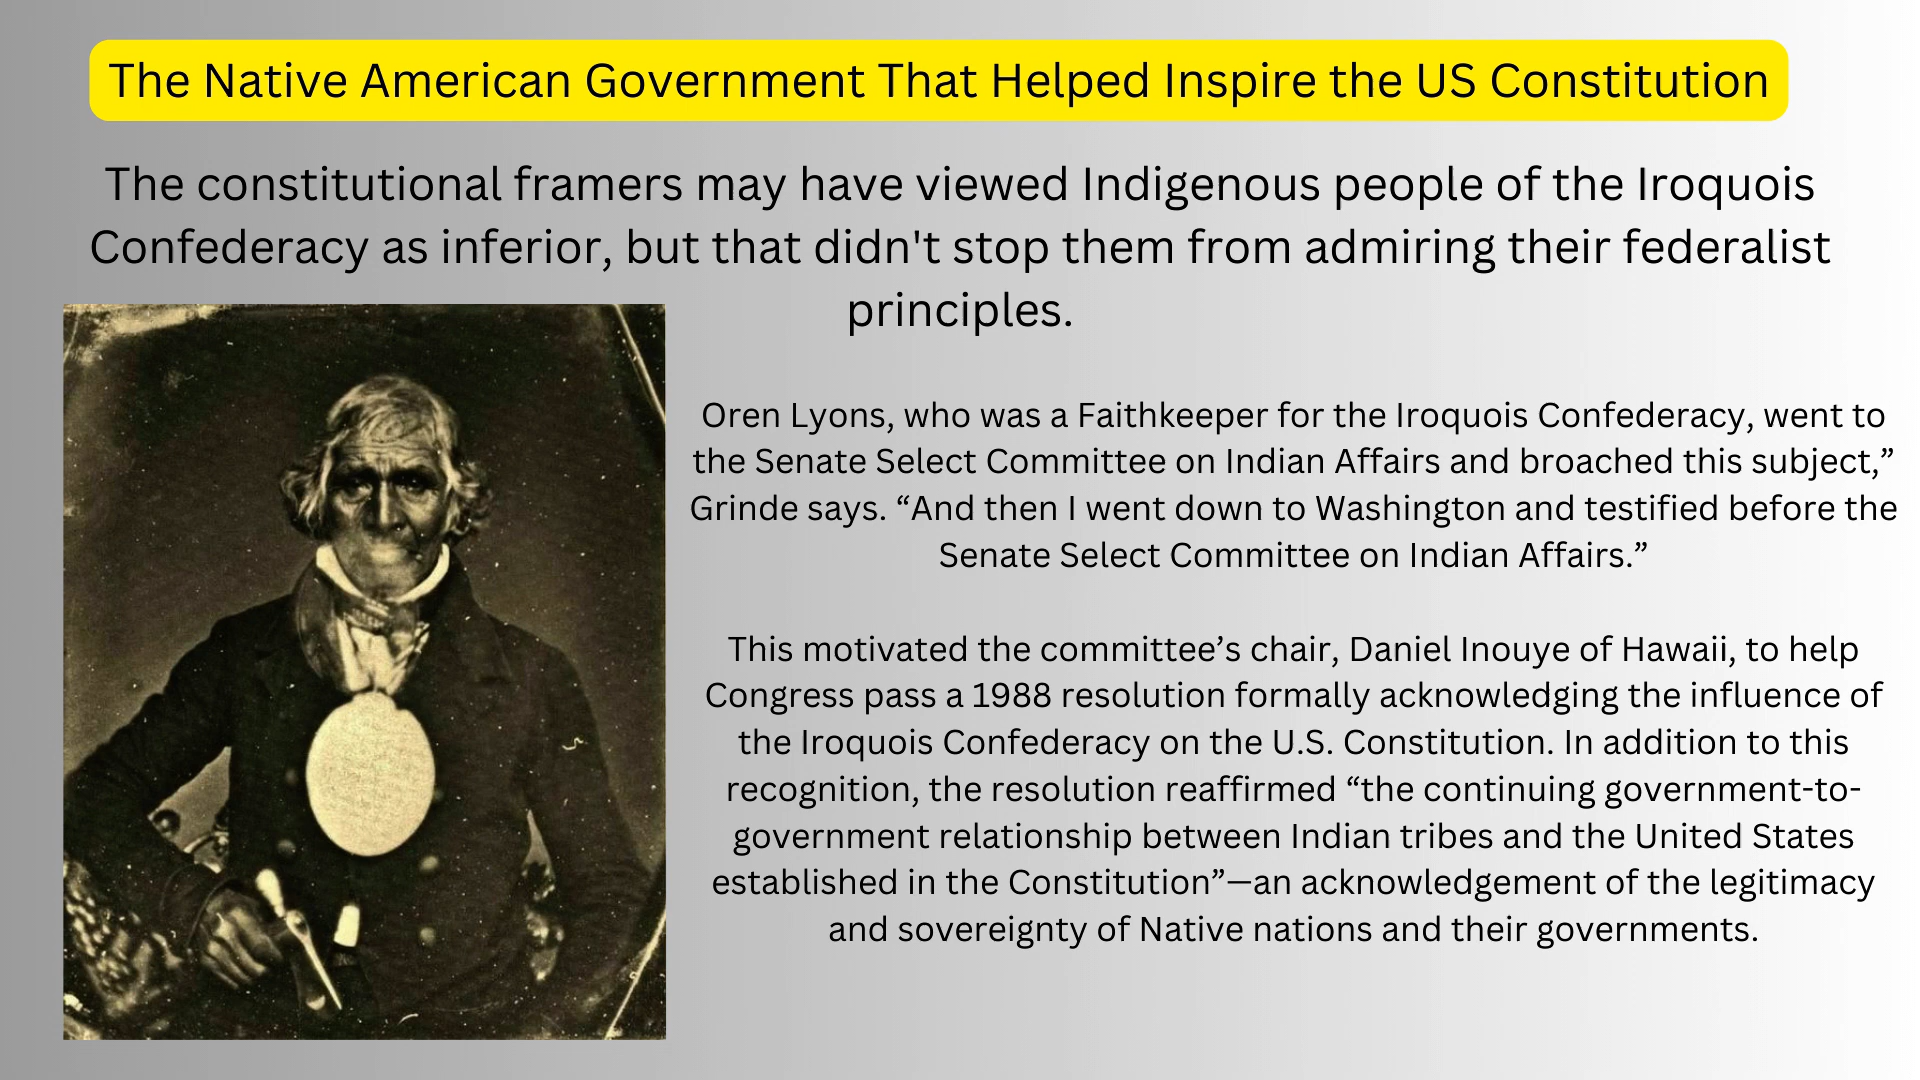 The Native American Government That Helped Inspire the US Constitution
The constitutional framers may have viewed Indigenous people of the Iroquois
Confederacy as inferior, but that didn't stop them from admiring their federalist
principles.
Oren Lyons, who was a Faithkeeper for the Iroquois Confederacy, went to
the Senate Select Committee on Indian Affairs and broached this subject,”
Grinde says. “And then I went down to Washington and testified before the
Senate Select Committee on Indian Affairs.”
This motivated the committee’s chair, Daniel Inouye of Hawaii, to help
Congress pass a 1988 resolution formally acknowledging the influence of
the Iroquois Confederacy on the U.S. Constitution. In addition to this
recognition, the resolution reaffirmed “the continuing government-to-
government relationship between Indian tribes and the United States
established in the Constitution”—an acknowledgement of the legitimacy
and sovereignty of Native nations and their governments.